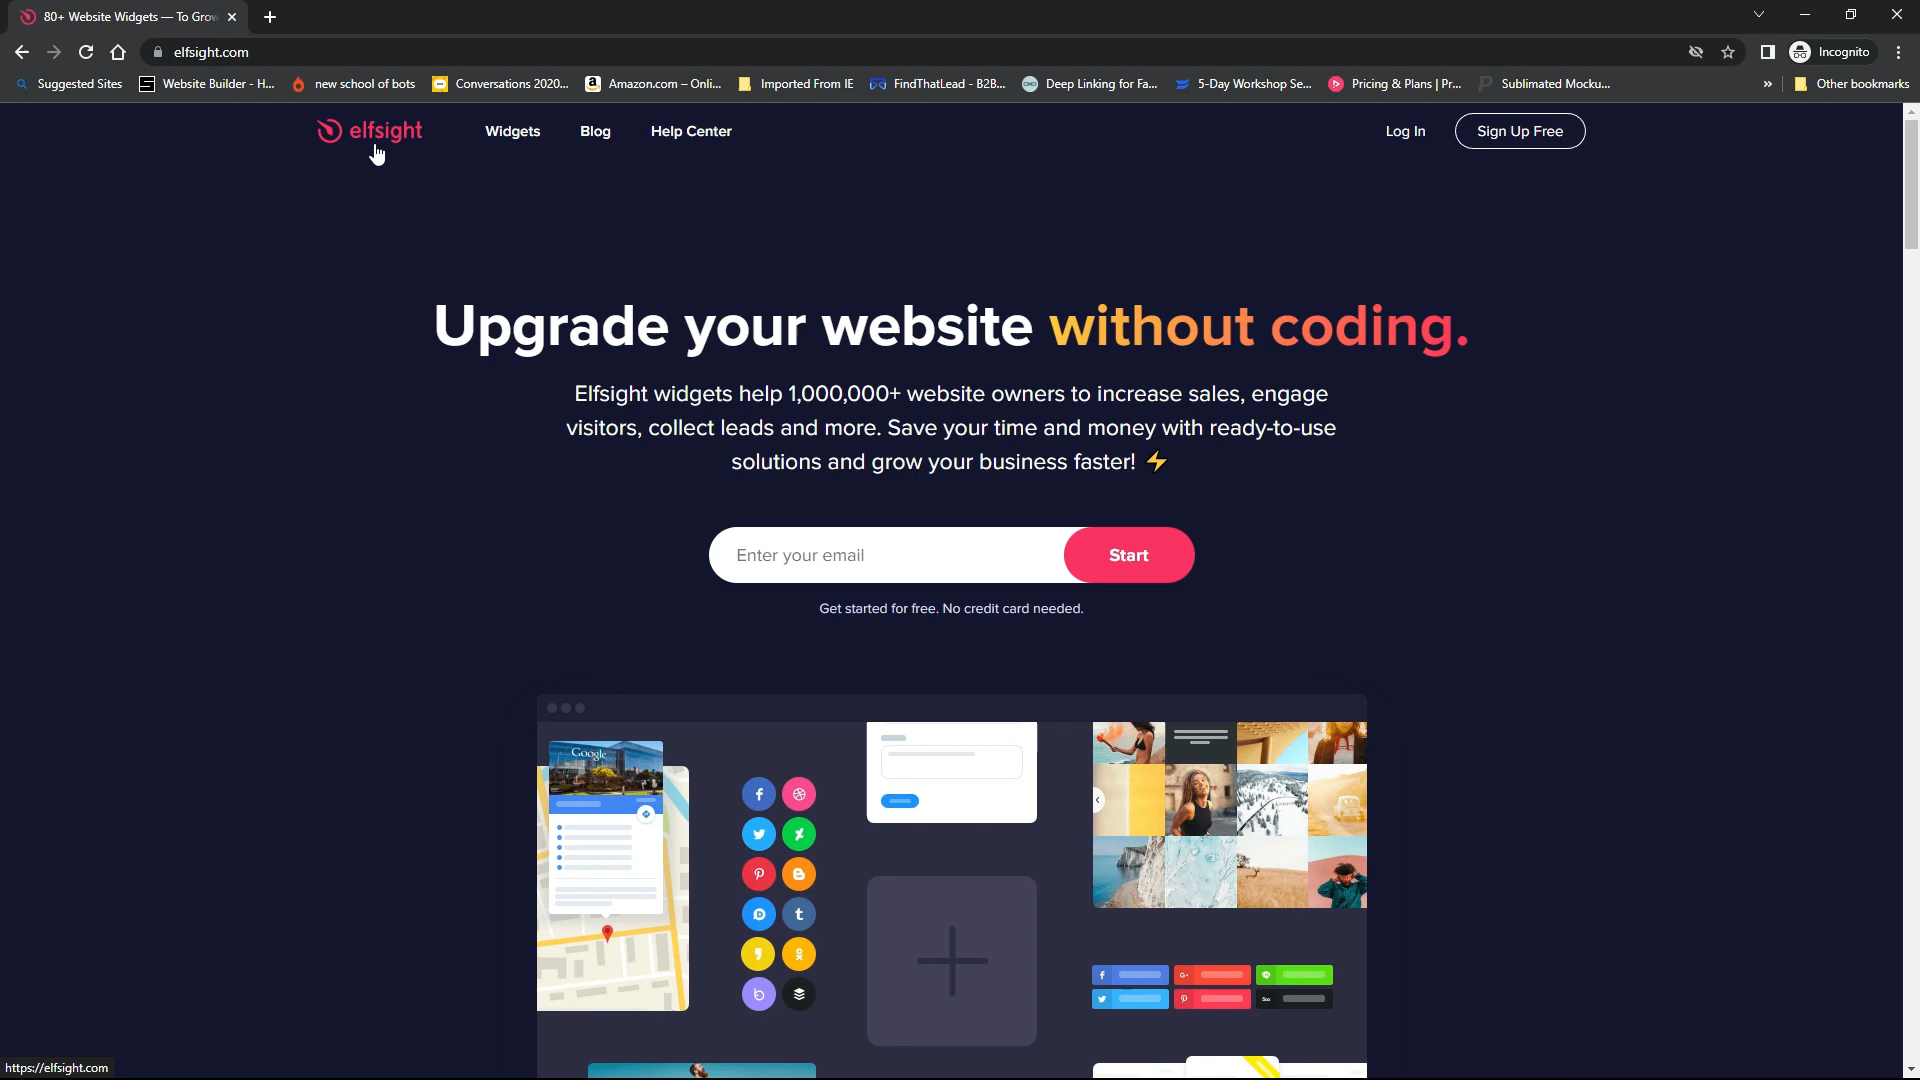 80+ Website Widgets — To Grow
elfsight.com
Incognito
Suggested Sites
Website Builder - H...
new school of bots
Conversations 2020...
Amazon.com – Onli...
Imported From IE
FindThatLead - B2B...
Deep Linking for Fa...
5-Day Workshop Se...
Pricing & Plans | Pr...
Sublimated Mocku...
»
Other bookmarks
elfsight
Widgets
Blog
Help Center
Log In
Sign Up Free
Upgrade your website without coding.
Elfsight widgets help 1,000,000+ website owners to increase sales, engage
visitors, collect leads and more. Save your time and money with ready-to-use
solutions and grow your business faster! ⚡
Enter your email
Start
Get started for free. No credit card needed.
Google
https://elfsight.com